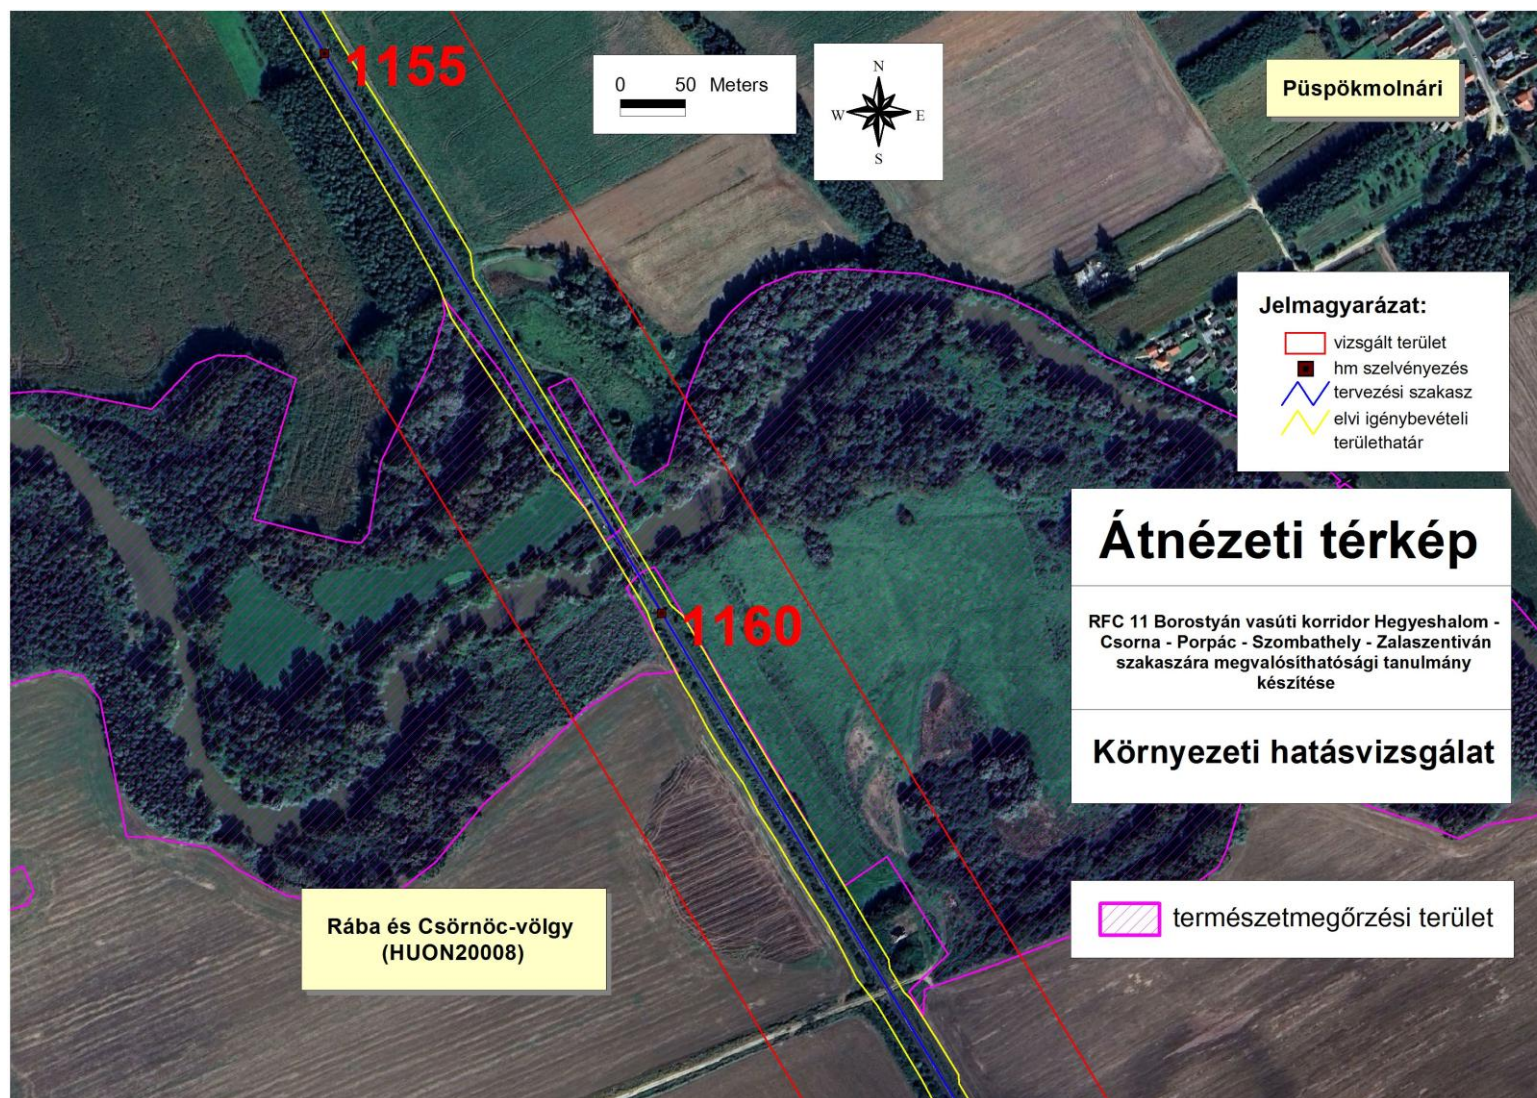 1155
0 50 Meters
N
W E
S
Püspökmolnári
Jelmagyarázat:
vizsgált terület
hm szelvényezés
tervezési szakasz
elvi igénybevételi
területhatár
Átnézeti térkép
RFC 11 Borostyán vasúti korridor Hegyeshalom -
Csorna - Porpác - Szombathely - Zalaszentiván
szakaszára megvalósíthatósági tanulmány
készítése
Környezeti hatásvizsgálat
1160
természetmegőrzési terület
Rába és Csörnöc-völgy
(HUON20008)